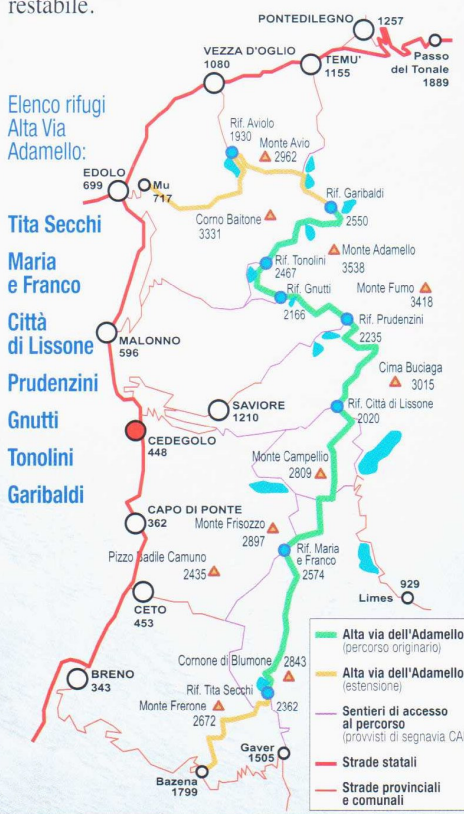 restabile.
PONTEDILEGNO 1257
VEZZA D'OGLIO
1080
TEMU'
1155
Passo
del Tonale
1889
Elenco rifugi
Alta Via
Adamello:
Rif. Aviolo
1930
Monte Avio
2962
EDOLO
699
Mu
717
Rif. Garibaldi
2550
Corno Baitone
3331
Tita Secchi
Maria
e Franco
Città
di Lissone
Prudenzini
Gnutti
Tonolini
Garibaldi
Monte Adamello
3538
Rif. Tonolini
2467
Rif. Gnutti
2166
Monte Fumo
3418
Rif. Prudenzini
2235
MALONNO
596
Cima Buciaga
3015
SAVIORE
1210
Rif. Città di Lissone
2020
CEDEGOLO
448
Monte Campellio
2809
CAPO DI PONTE
362
Monte Frisozzo
2897
Rif. Maria
e Franco
2574
Pizzo Badile Camuno
2435
929
Limes
CETO
453
Cornone di Blumone
2843
BRENO
343
Rif. Tita Secchi
2362
Monte Frerone
2672
Gaver
1505
Bazena
1799
Alta via dell'Adamello
(percorso originario)
Alta via dell'Adamello
(estensione)
Sentieri di accesso
al percorso
(provvisti di segnavia CAI
Strade statali
Strade provinciali
e comunali